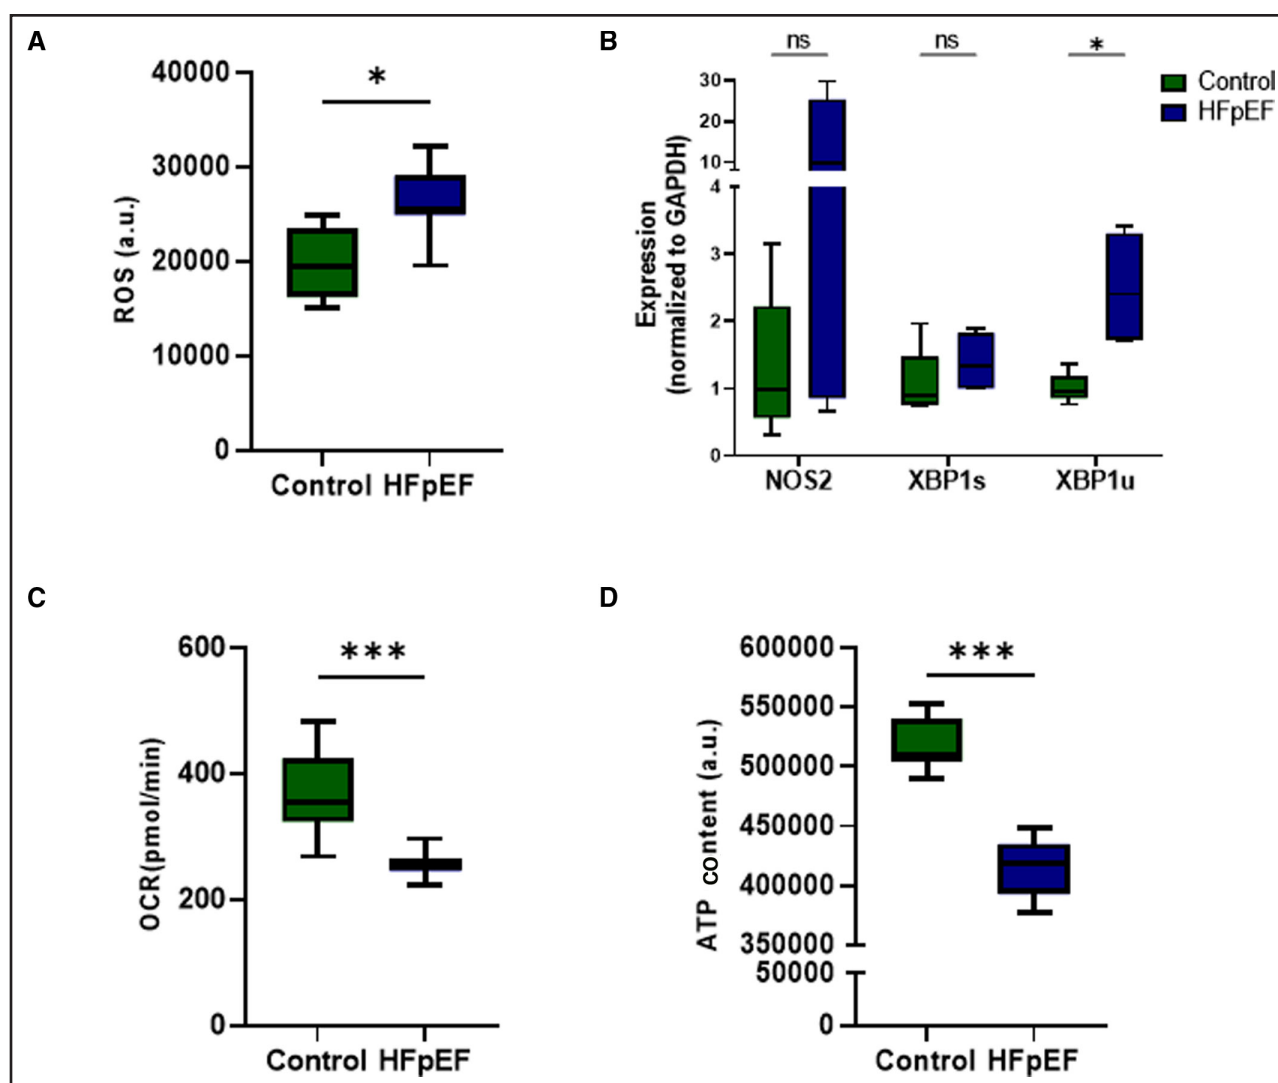 A
ROS (a.u.)
40000
30000
20000
10000
0
*
Control HFpEF
B
Expression
(normalized to GAPDH)
30
20
10
4
3
2
1
0
ns
ns
*
Control
HFpEF
NOS2 XBP1s XBP1u
C
OCR(pmol/min)
600
400
200
0
***
Control HFpEF
D
ATP content (a.u.)
600000
550000
500000
450000
400000
350000
50000
0
***
Control HFpEF